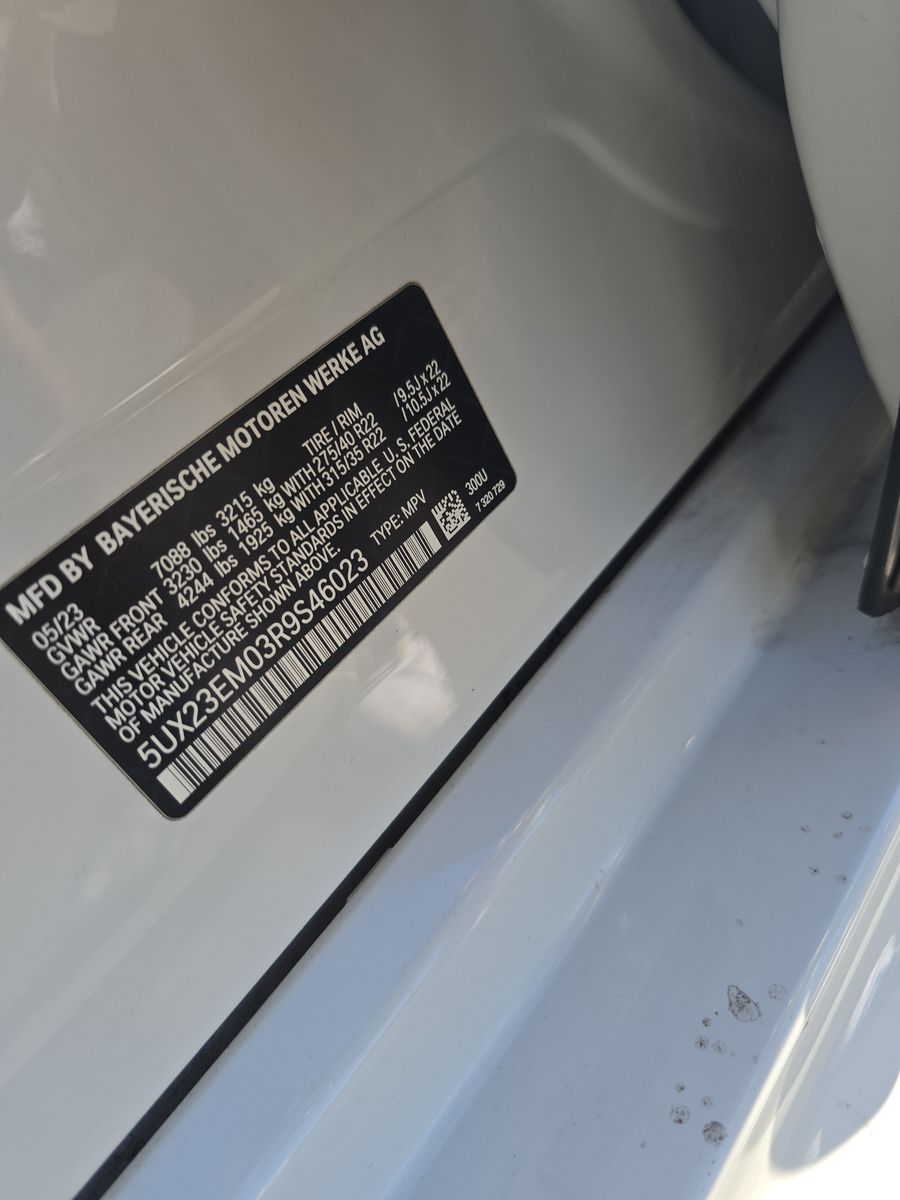 MFD BY BAYERISCHE MOTOREN WERKE AG
05/23 TIRE / RIM
GVWR 7088 lbs 3215 kg
GAWR FRONT 3230 lbs 1465 kg WITH 275/40 R22 /9.5J x 22
GAWR REAR 4244 lbs 1925 kg WITH 315/35 R22 /10.5J x 22
THIS VEHICLE CONFORMS TO ALL APPLICABLE U. S. FEDERAL
MOTOR VEHICLE SAFETY STANDARDS IN EFFECT ON THE DATE
OF MANUFACTURE SHOWN ABOVE.
5UX23EM03R9S46023 TYPE: MPV
300U
7 320 729